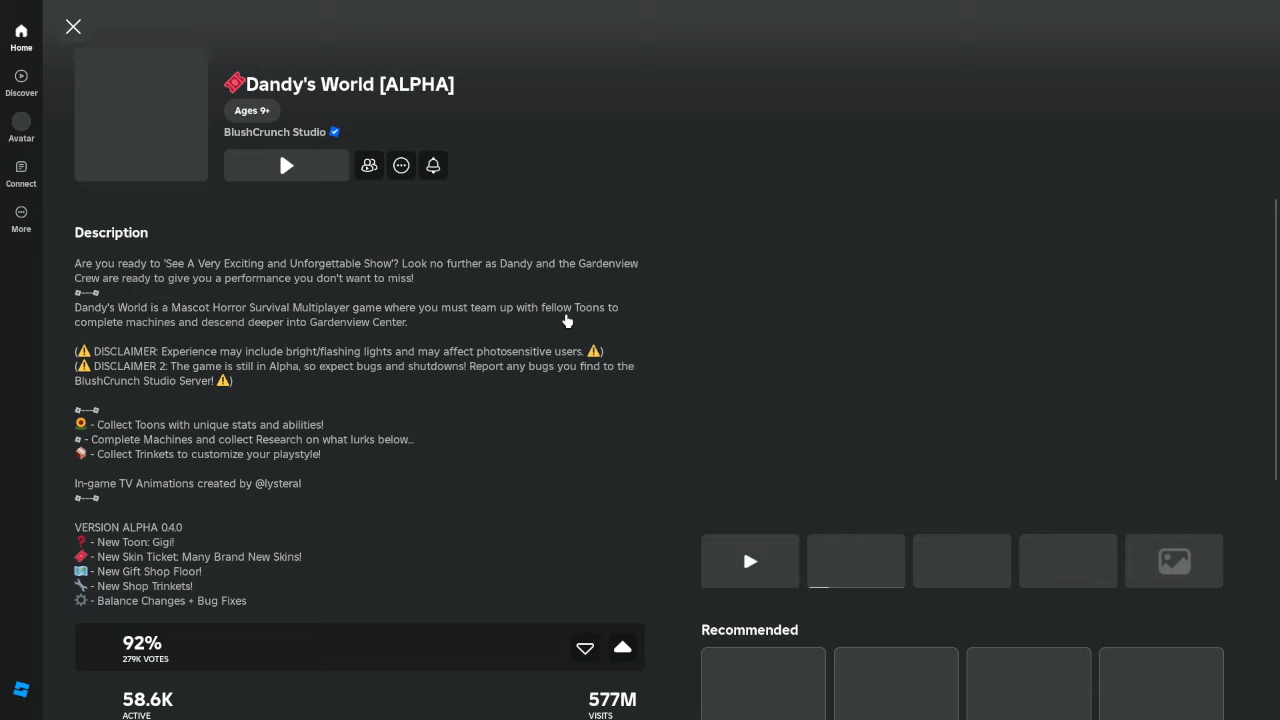 Home
Discover
Avatar
Connect
More
Dandy's World [ALPHA]
Ages 9+
BlushCrunch Studio
Description
Are you ready to 'See A Very Exciting and Unforgettable Show'? Look no further as Dandy and the Gardenview
Crew are ready to give you a performance you don't want to miss!
Dandy's World is a Mascot Horror Survival Multiplayer game where you must team up with fellow Toons to
complete machines and descend deeper into Gardenview Center.
(⚠️ DISCLAIMER: Experience may include bright/flashing lights and may affect photosensitive users. ⚠️)
(⚠️ DISCLAIMER 2: The game is still in Alpha, so expect bugs and shutdowns! Report any bugs you find to the
BlushCrunch Studio Server! ⚠️)
🌻 - Collect Toons with unique stats and abilities!
- Complete Machines and collect Research on what lurks below...
- Collect Trinkets to customize your playstyle!
In-game TV Animations created by @lysteral
VERSION ALPHA 0.4.0
❓ - New Toon: Gigi!
🎟️ - New Skin Ticket: Many Brand New Skins!
🗺️ - New Gift Shop Floor!
🔧 - New Shop Trinkets!
⚙️ - Balance Changes + Bug Fixes
92%
279K VOTES
58.6K
ACTIVE
577M
VISITS
Recommended